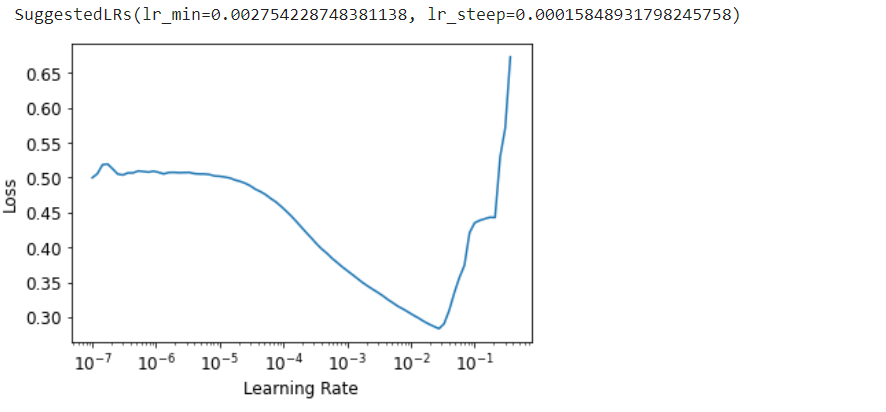 SuggestedLRs(lr_min=0.002754228748381138, lr_steep=0.00015848931798245758)
0.65
0.60
0.55
0.50
0.45
0.40
0.35
0.30
Loss
10⁻⁷ 10⁻⁶ 10⁻⁵ 10⁻⁴ 10⁻³ 10⁻² 10⁻¹
Learning Rate